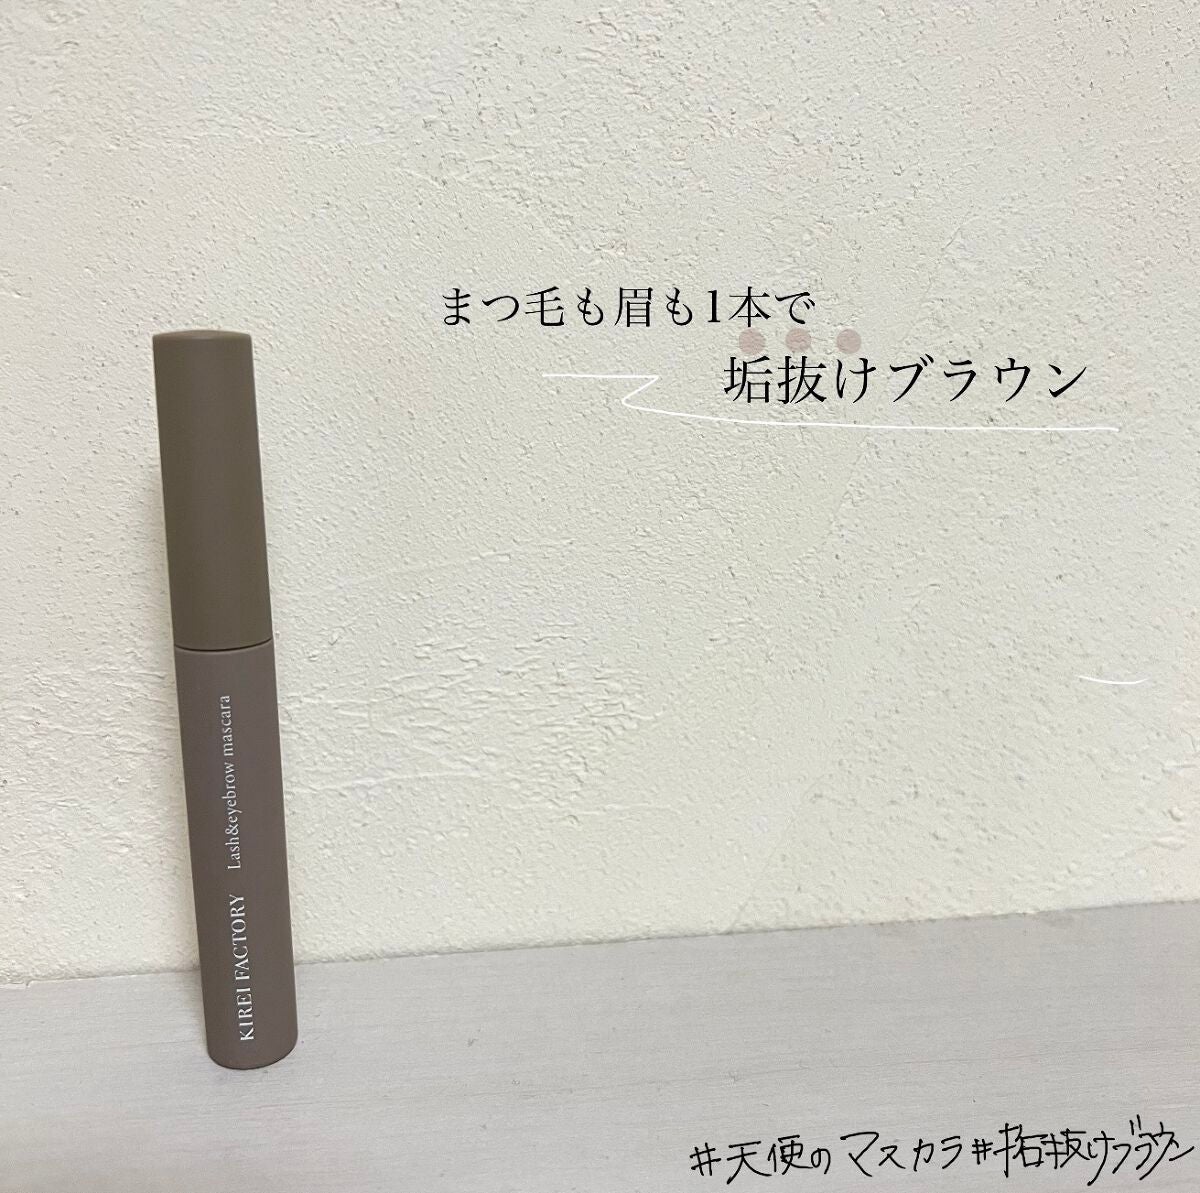 まつ毛も眉も1本で
垢抜けブラウン
KIREI FACTORY Lash&eyebrow mascara
#天使のマスカラ#垢抜けブラウン